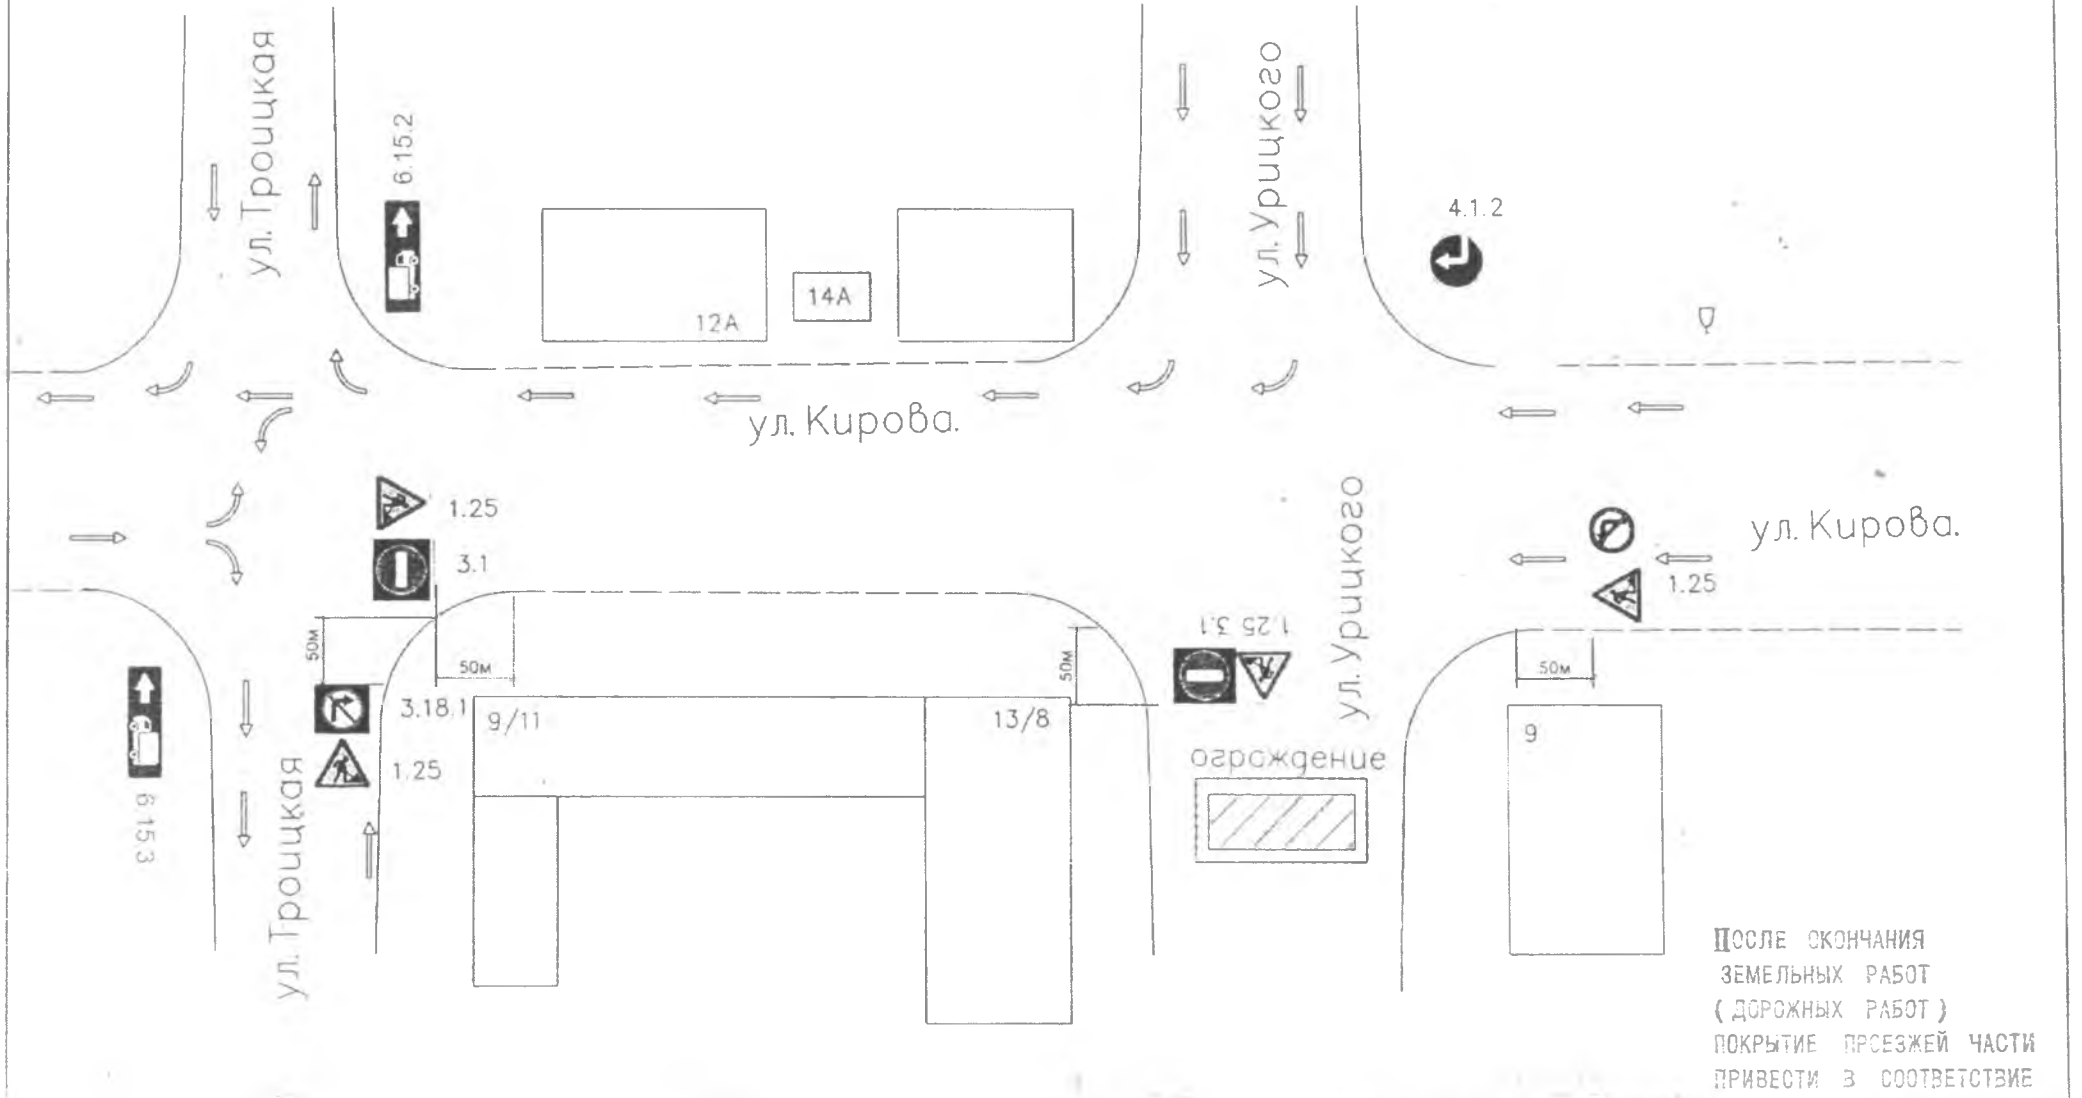 ул. Троицкая
6.15.2
ул. Урицкого
4.1.2
12А
14А
ул. Кирова.
1.25
3.1
ул. Урицкого
ул. Кирова.
1.25
1.25 3.1
50м
50м
50м
50м
3.18.1
1.25
9/11
13/8
9
ограждение
6.15.3
ул. Троицкая
ПОСЛЕ ОКОНЧАНИЯ
ЗЕМЕЛЬНЫХ РАБОТ
(ДОРОЖНЫХ РАБОТ)
ПОКРЫТИЕ ПРОЕЗЖЕЙ ЧАСТИ
ПРИВЕСТИ В СООТВЕТСТВИЕ